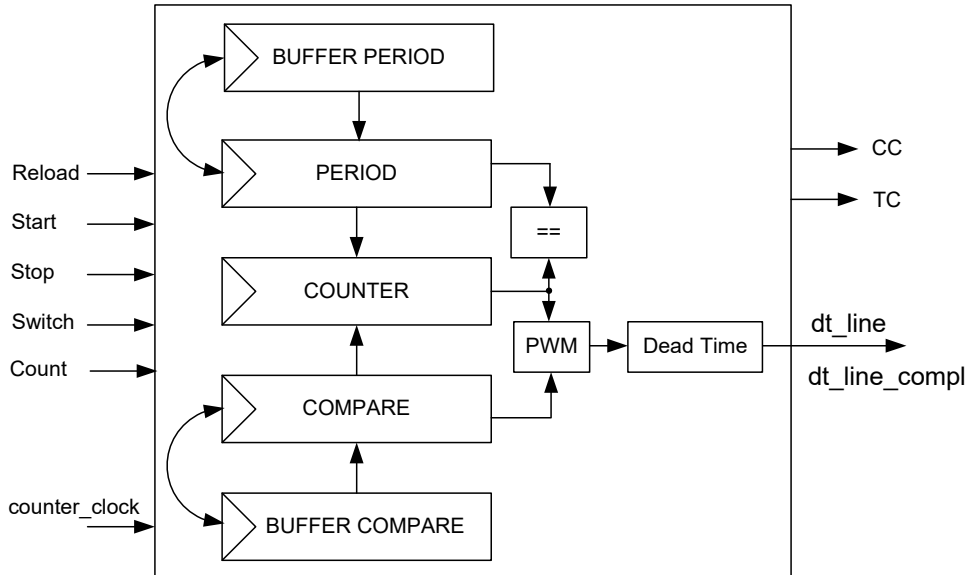 BUFFER PERIOD
PERIOD
==
COUNTER
PWM
Dead Time
COMPARE
BUFFER COMPARE
Reload
Start
Stop
Switch
Count
counter_clock
CC
TC
dt_line
dt_line_compl